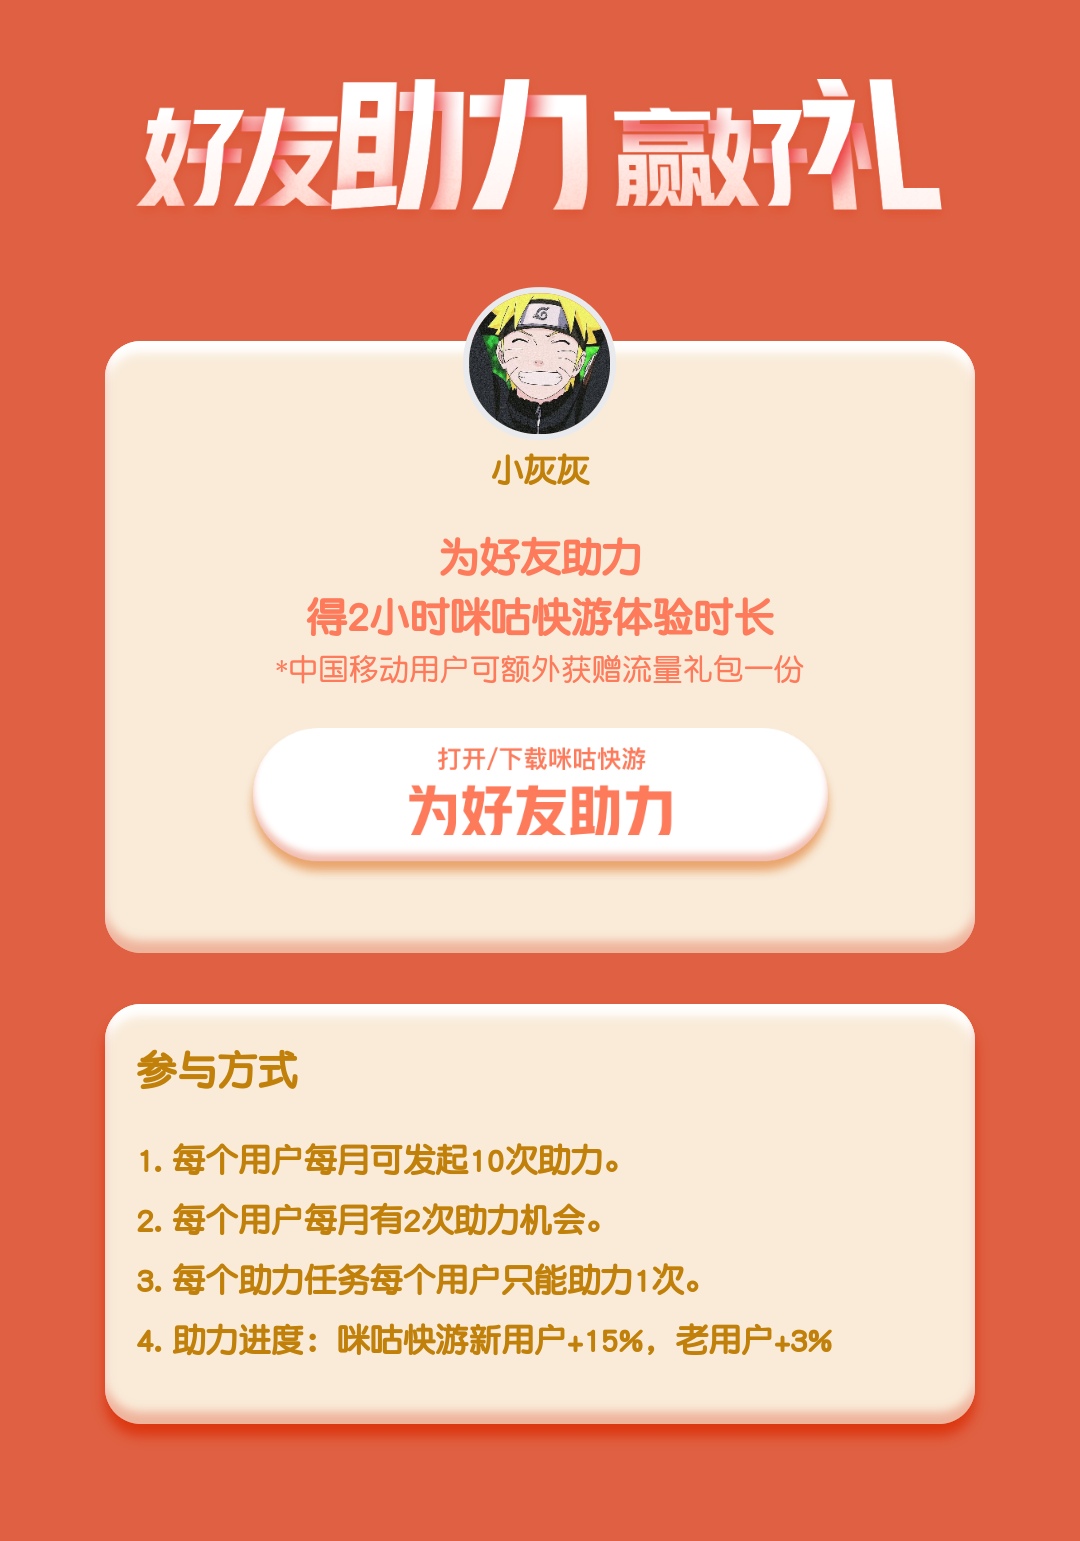 好友助力 赢好礼
小灰灰
为好友助力
得2小时咪咕快游体验时长
*中国移动用户可额外获赠流量礼包一份
打开/下载咪咕快游
为好友助力
参与方式
1. 每个用户每月可发起10次助力。
2. 每个用户每月有2次助力机会。
3. 每个助力任务每个用户只能助力1次。
4. 助力进度：咪咕快游新用户+15%，老用户+3%